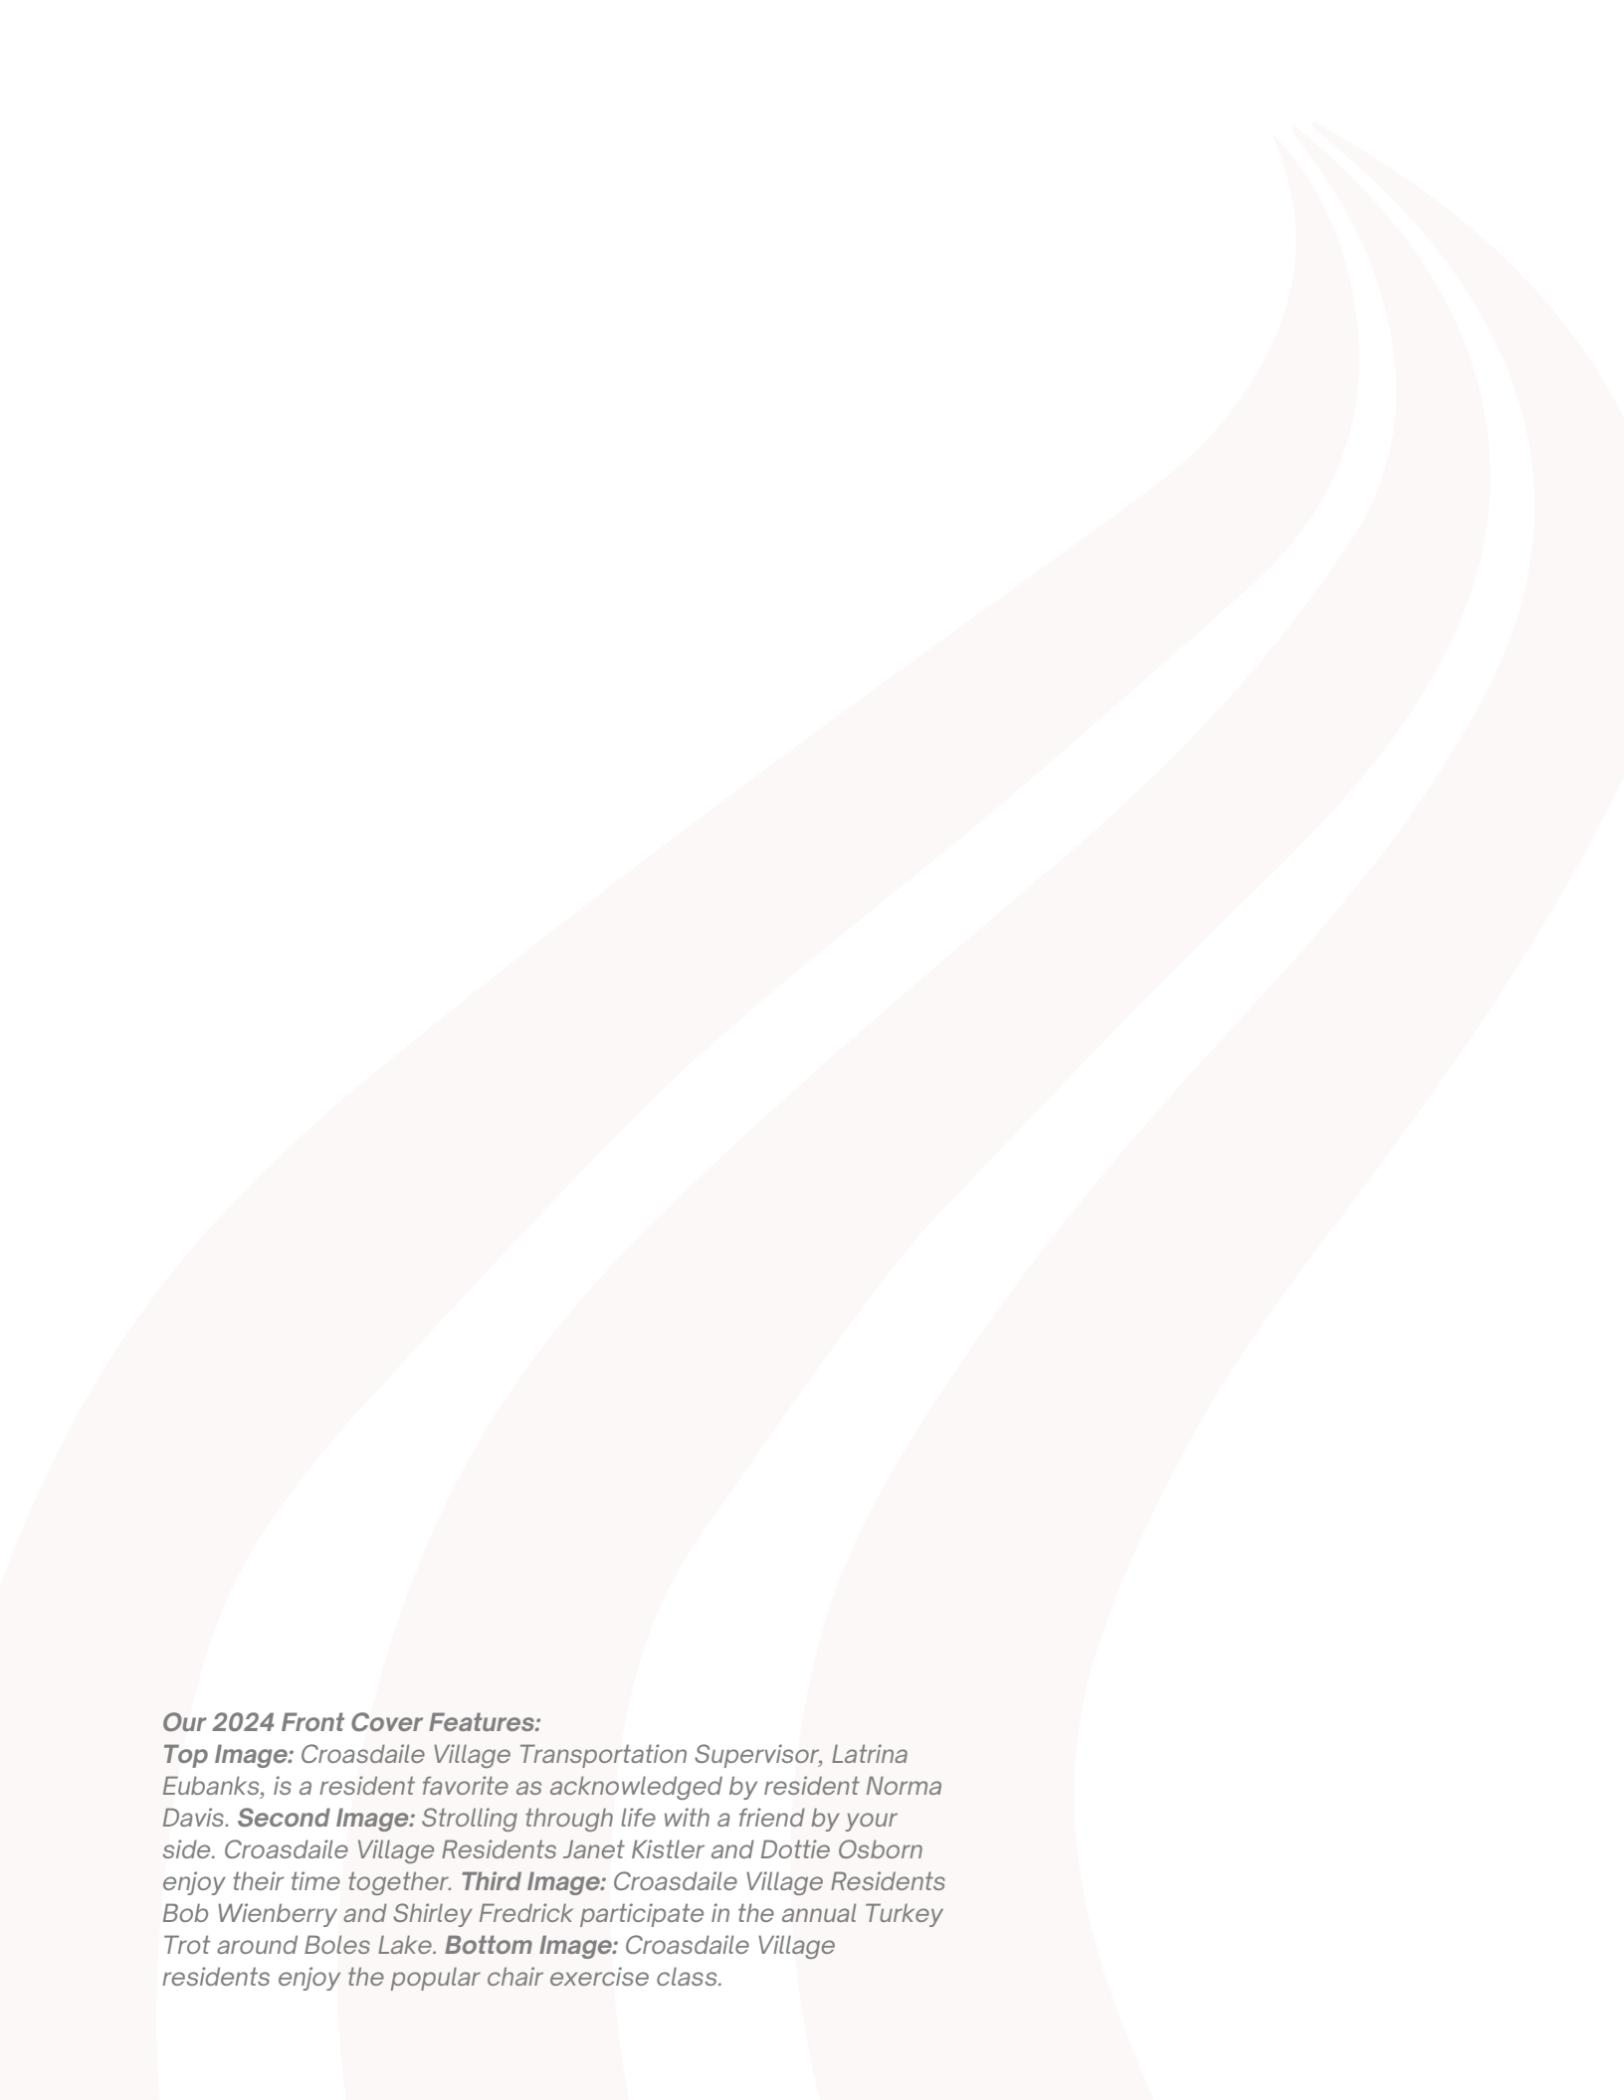 Our 2024 Front Cover Features:
Top Image: Croasdaile Village Transportation Supervisor, Latrina
Eubanks, is a resident favorite as acknowledged by resident Norma
Davis. Second Image: Strolling through life with a friend by your
side. Croasdaile Village Residents Janet Kistler and Dottie Osborn
enjoy their time together. Third Image: Croasdaile Village Residents
Bob Wienberry and Shirley Fredrick participate in the annual Turkey
Trot around Boles Lake. Bottom Image: Croasdaile Village
residents enjoy the popular chair exercise class.